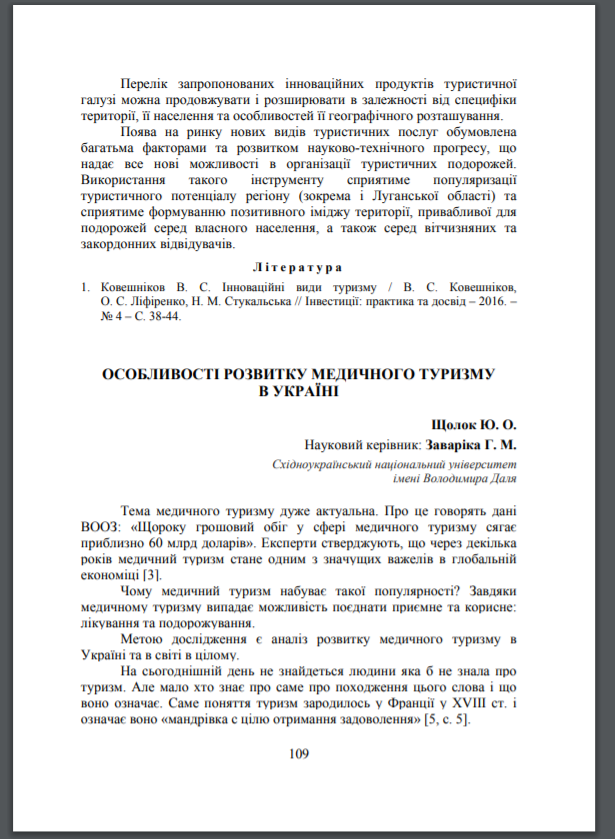 Перелік запропонованих інноваційних продуктів туристичної
галузі можна продовжувати і розширювати в залежності від специфіки
території, її населення та особливостей її географічного розташування.
Поява на ринку нових видів туристичних послуг обумовлена
багатьма факторами та розвитком науково-технічного прогресу, що
надає все нові можливості в організації туристичних подорожей.
Використання такого інструменту сприятиме популяризації
туристичного потенціалу регіону (зокрема і Луганської області) та
сприятиме формуванню позитивного іміджу території, привабливої для
подорожей серед власного населення, а також серед вітчизняних та
закордонних відвідувачів.
Література
1. Ковешніков В. С. Інноваційні види туризму / В. С. Ковешніков,
О. С. Ліфіренко, Н. М. Стукальська // Інвестиції: практика та досвід – 2016. –
№ 4 – С. 38-44.
ОСОБЛИВОСТІ РОЗВИТКУ МЕДИЧНОГО ТУРИЗМУ
В УКРАЇНІ
Щолок Ю. О.
Науковий керівник: Заваріка Г. М.
Східноукраїнський національний університет
імені Володимира Даля
Тема медичного туризму дуже актуальна. Про це говорять дані
ВООЗ: «Щороку грошовий обіг у сфері медичного туризму сягає
приблизно 60 млрд доларів». Експерти стверджують, що через декілька
років медичний туризм стане одним з значущих важелів в глобальній
економіці [3].
Чому медичний туризм набуває такої популярності? Завдяки
медичному туризму випадає можливість поєднати приємне та корисне:
лікування та подорожування.
Метою дослідження є аналіз розвитку медичного туризму в
Україні та в світі в цілому.
На сьогоднішній день не знайдеться людини яка б не знала про
туризм. Але мало хто знає про саме про походження цього слова і що
воно означає. Саме поняття туризм зародилось у Франції у XVIII ст. і
означає воно «мандрівка с цілю отримання задоволення» [5, с. 5].
109